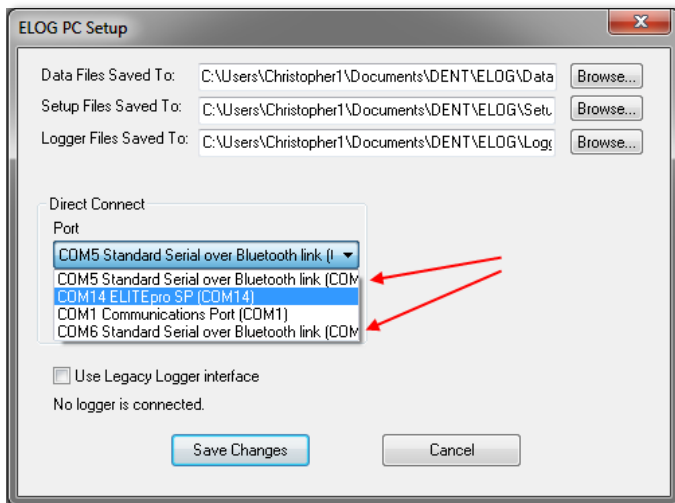 ELOG PC Setup
Data Files Saved To: C:\Users\Christopher1\Documents\DENT\ELOG\Data Browse...
Setup Files Saved To: C:\Users\Christopher1\Documents\DENT\ELOG\Setu Browse...
Logger Files Saved To: C:\Users\Christopher1\Documents\DENT\ELOG\Logg Browse...
Direct Connect
Port
COM5 Standard Serial over Bluetooth link (
COM5 Standard Serial over Bluetooth link (COM
COM14 ELITEpro SP (COM14)
COM1 Communications Port (COM1)
COM6 Standard Serial over Bluetooth link (COM
Use Legacy Logger interface
No logger is connected.
Save Changes Cancel